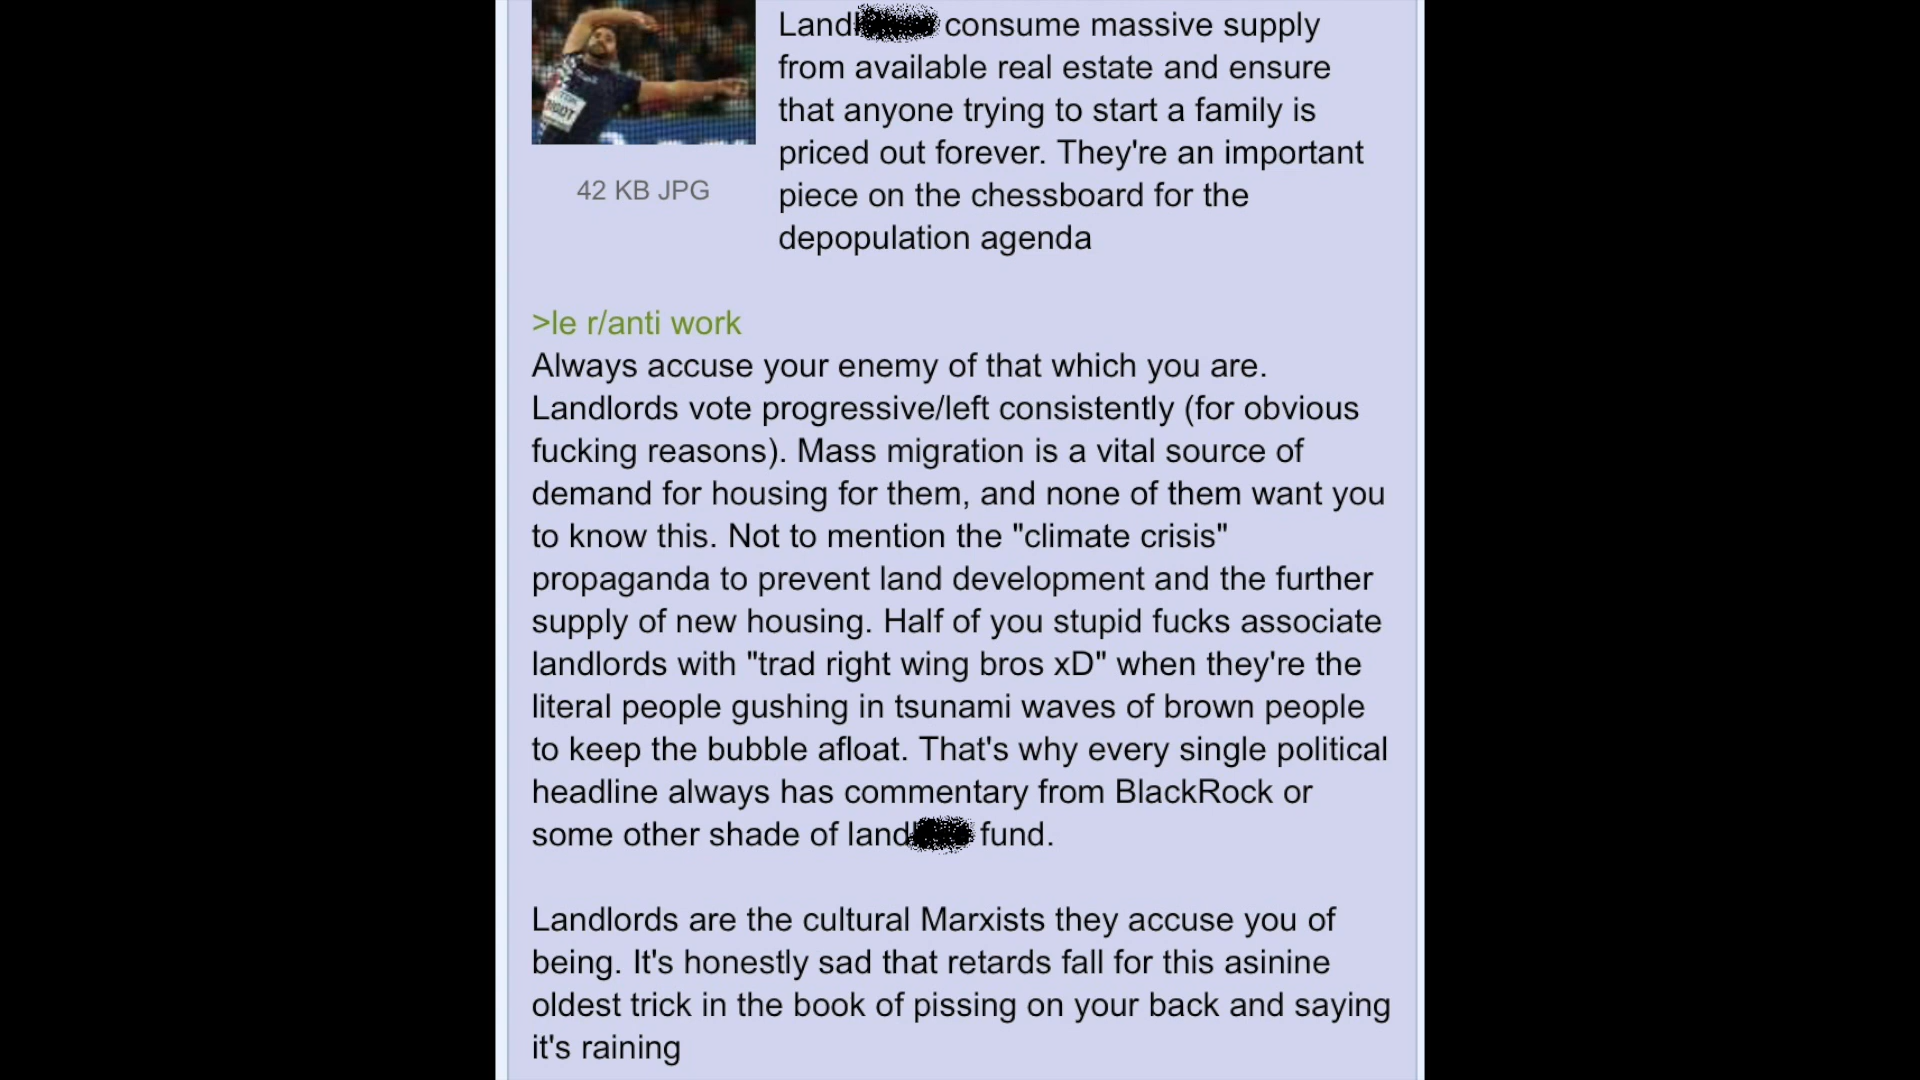 Landl consume massive supply
from available real estate and ensure
that anyone trying to start a family is
priced out forever. They're an important
piece on the chessboard for the
depopulation agenda
42 KB JPG
>le r/anti work
Always accuse your enemy of that which you are.
Landlords vote progressive/left consistently (for obvious
fucking reasons). Mass migration is a vital source of
demand for housing for them, and none of them want you
to know this. Not to mention the "climate crisis"
propaganda to prevent land development and the further
supply of new housing. Half of you stupid fucks associate
landlords with "trad right wing bros xD" when they're the
literal people gushing in tsunami waves of brown people
to keep the bubble afloat. That's why every single political
headline always has commentary from BlackRock or
some other shade of land fund.
Landlords are the cultural Marxists they accuse you of
being. It's honestly sad that retards fall for this asinine
oldest trick in the book of pissing on your back and saying
it's raining